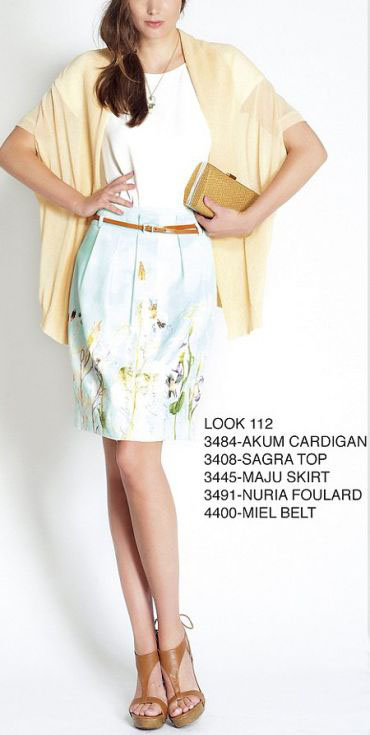 LOOK 112
3484-AKUM CARDIGAN
3408-SAGRA TOP
3445-MAJU SKIRT
3491-NURIA FOULARD
4400-MIEL BELT